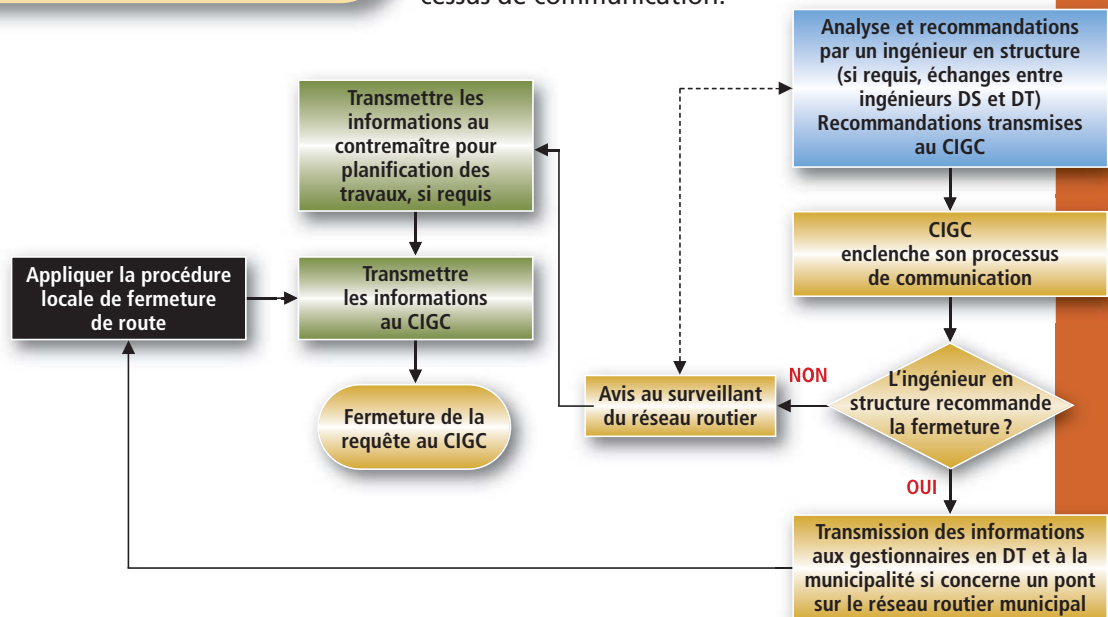 cessus de communication.
Analyse et recommandations
par un ingénieur en structure
(si requis, échanges entre
ingénieurs DS et DT)
Recommandations transmises
au CIGC
Transmettre les
informations au
contremaître pour
planification des
travaux, si requis
CIGC
enclenche son processus
de communication
Appliquer la procédure
locale de fermeture
de route
Transmettre
les informations
au CIGC
L'ingénieur en
structure recommande
la fermeture ?
NON
Avis au surveillant
du réseau routier
Fermeture de la
requête au CIGC
OUI
Transmission des informations
aux gestionnaires en DT et à la
municipalité si concerne un pont
sur le réseau routier municipal